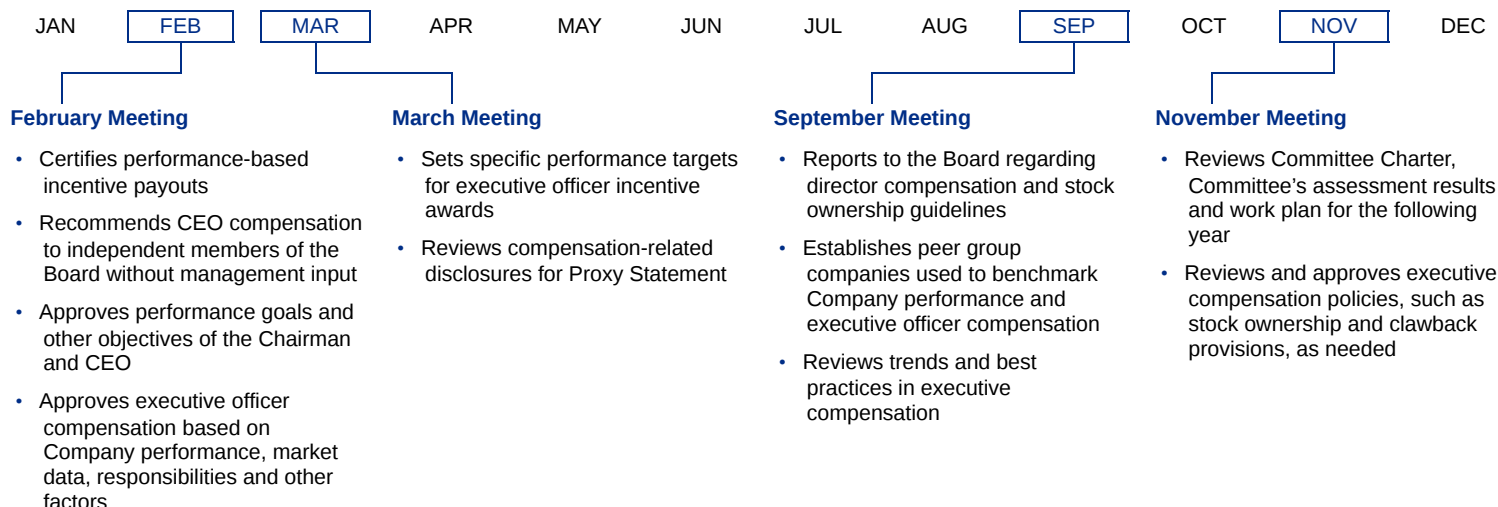 JAN FEB MAR APR MAY JUN JUL AUG SEP OCT NOV DEC
February Meeting
• Certifies performance-based
incentive payouts
• Recommends CEO compensation
to independent members of the
Board without management input
• Approves performance goals and
other objectives of the Chairman
and CEO
• Approves executive officer
compensation based on
Company performance, market
data, responsibilities and other
factors
March Meeting
• Sets specific performance targets
for executive officer incentive
awards
• Reviews compensation-related
disclosures for Proxy Statement
September Meeting
• Reports to the Board regarding
director compensation and stock
ownership guidelines
• Establishes peer group
companies used to benchmark
Company performance and
executive officer compensation
• Reviews trends and best
practices in executive
compensation
November Meeting
• Reviews Committee Charter,
Committee’s assessment results
and work plan for the following
year
• Reviews and approves executive
compensation policies, such as
stock ownership and clawback
provisions, as needed